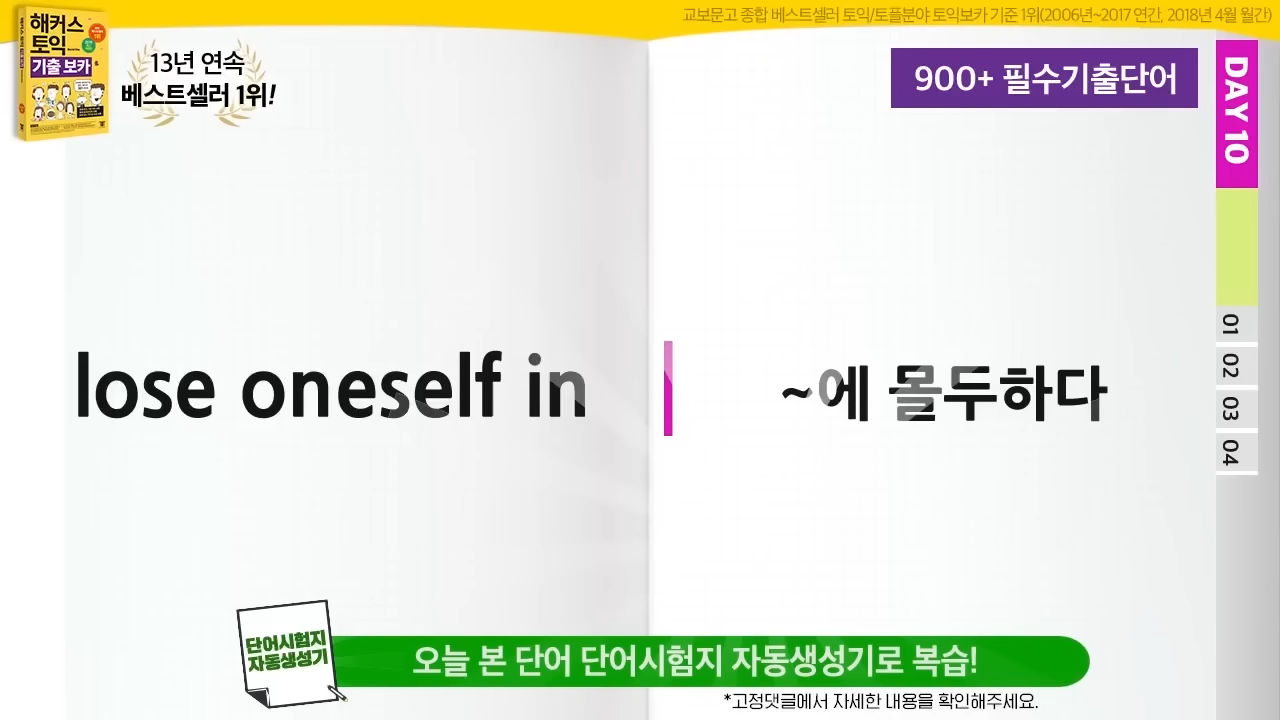 교보문고 종합 베스트셀러 토익/토플분야 토익보카 기준 1위(2006년~2017 연간, 2018년 4월 월간)
해커스
토익
기출 보카
13년 연속
베스트셀러 1위!
900+ 필수기출단어
DAY 10
01
02
03
04
lose oneself in
~에 몰두하다
단어시험지
자동생성기
오늘 본 단어 단어시험지 자동생성기로 복습!
*고정댓글에서 자세한 내용을 확인해주세요.